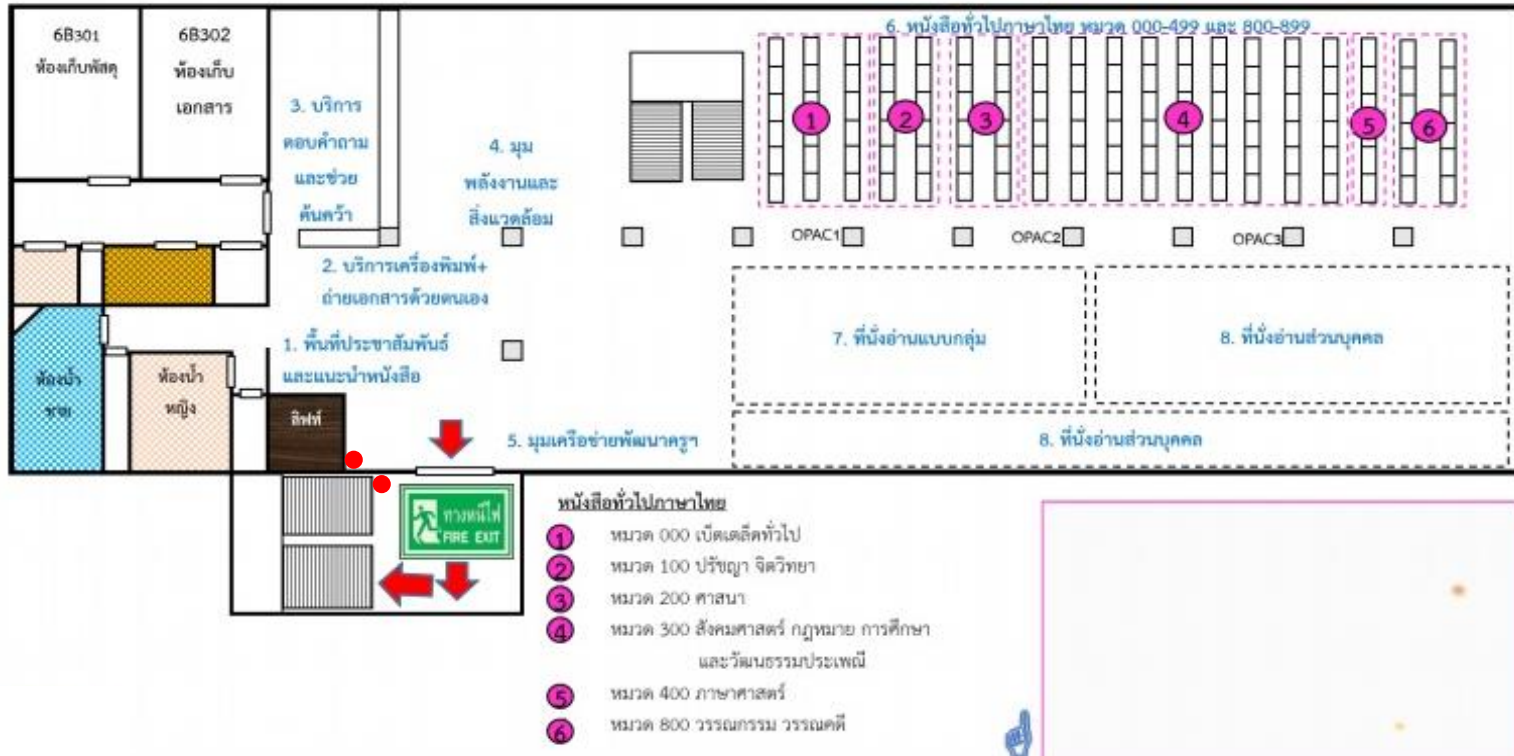 6B301
ห้องเก็บพัสดุ
6B302
ห้องเก็บ
เอกสาร
3. บริการ
ตอบคำถาม
และช่วย
ค้นคว้า
4. มุม
พลังงานและ
สิ่งแวดล้อม
6. หนังสือทั่วไปภาษาไทย หมวด 000-499 และ 800-899
1
2
3
4
5
6
OPAC1
OPAC2
OPAC3
2. บริการเครื่องพิมพ์+
ถ่ายเอกสารด้วยตนเอง
1. พื้นที่ประชาสัมพันธ์
และแนะนำหนังสือ
7. ที่นั่งอ่านแบบกลุ่ม
8. ที่นั่งอ่านส่วนบุคคล
ห้องน้ำ
ชาย
ห้องน้ำ
หญิง
ลิฟท์
5. มุมเครือข่ายพัฒนาครูฯ
8. ที่นั่งอ่านส่วนบุคคล
ทางหนีไฟ
FIRE EXIT
หนังสือทั่วไปภาษาไทย
1 หมวด 000 เบ็ดเตล็ดทั่วไป
2 หมวด 100 ปรัชญา จิตวิทยา
3 หมวด 200 ศาสนา
4 หมวด 300 สังคมศาสตร์ กฎหมาย การศึกษา
และวัฒนธรรมประเพณี
5 หมวด 400 ภาษาศาสตร์
6 หมวด 800 วรรณกรรม วรรณคดี